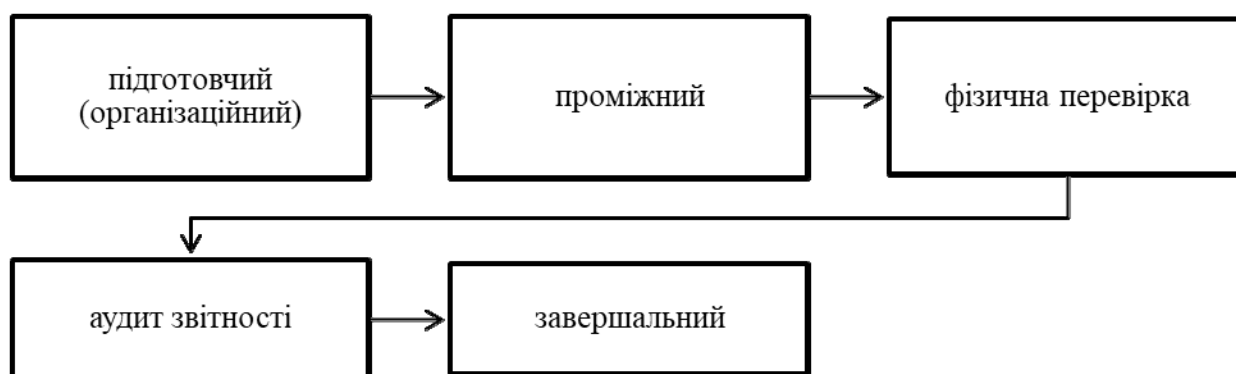 підготовчий
(організаційний)
проміжний
фізична перевірка
аудит звітності
завершальний